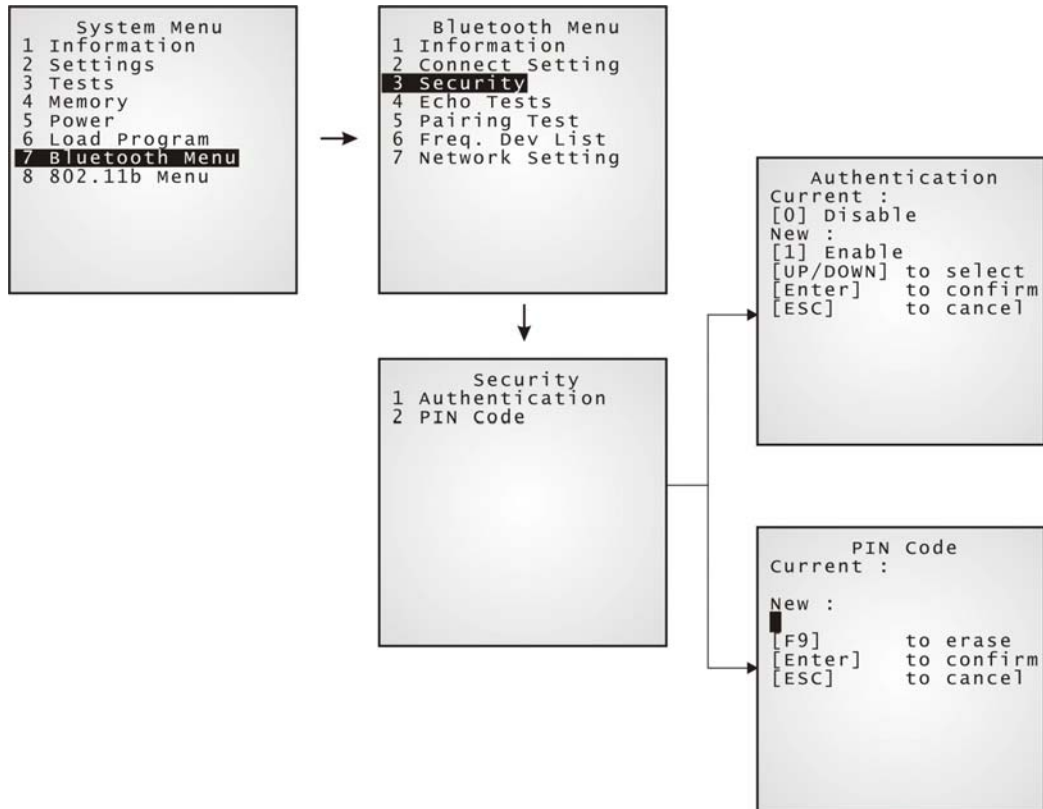 System Menu
1 Information
2 Settings
3 Tests
4 Memory
5 Power
6 Load Program
7 Bluetooth Menu
8 802.11b Menu
Bluetooth Menu
1 Information
2 Connect Setting
3 Security
4 Echo Tests
5 Pairing Test
6 Freq. Dev List
7 Network Setting
Security
1 Authentication
2 PIN Code
Authentication
Current :
[0] Disable
New :
[1] Enable
[UP/DOWN] to select
[Enter] to confirm
[ESC] to cancel
PIN Code
Current :
New :
[F9] to erase
[Enter] to confirm
[ESC] to cancel